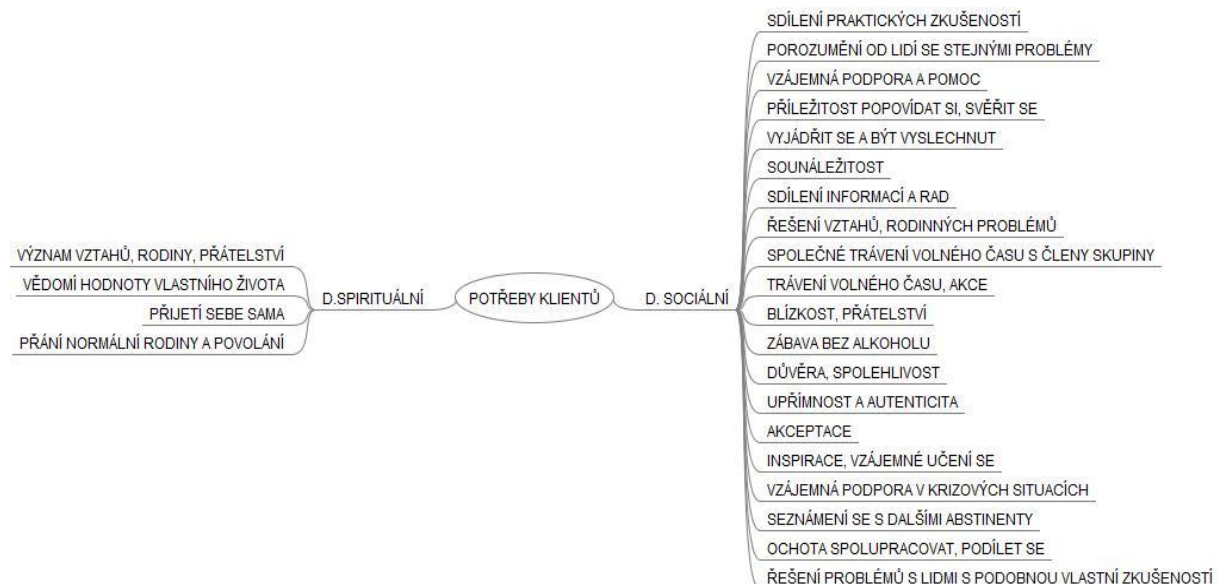 VÝZNAM VZTAHŮ, RODINY, PŘÁTELSTVÍ
VĚDOMÍ HODNOTY VLASTNÍHO ŽIVOTA
PŘIJETÍ SEBE SAMA
PŘÁNÍ NORMÁLNÍ RODINY A POVOLÁNÍ
D.SPIRITUÁLNÍ
POTŘEBY KLIENTŮ
D. SOCIÁLNÍ
SDÍLENÍ PRAKTICKÝCH ZKUŠENOSTÍ
POROZUMĚNÍ OD LIDÍ SE STEJNÝMI PROBLÉMY
VZÁJEMNÁ PODPORA A POMOC
PŘÍLEŽITOST POPOVÍDAT SI, SVĚŘIT SE
VYJÁDŘIT SE A BÝT VYSLECHNUT
SOUNÁLEŽITOST
SDÍLENÍ INFORMACÍ A RAD
ŘEŠENÍ VZTAHŮ, RODINNÝCH PROBLÉMŮ
SPOLEČNÉ TRÁVENÍ VOLNÉHO ČASU S ČLENY SKUPINY
TRÁVENÍ VOLNÉHO ČASU, AKCE
BLÍZKOST, PŘÁTELSTVÍ
ZÁBAVA BEZ ALKOHOLU
DŮVĚRA, SPOLEHLIVOST
UPŘÍMNOST A AUTENTICITA
AKCEPTACE
INSPIRACE, VZÁJEMNÉ UČENÍ SE
VZÁJEMNÁ PODPORA V KRIZOVÝCH SITUACÍCH
SEZNÁMENÍ SE S DALŠÍMI ABSTINENTY
OCHOTA SPOLUPRACOVAT, PODÍLET SE
ŘEŠENÍ PROBLÉMŮ S LIDMI S PODOBNOU VLASTNÍ ZKUŠENOSTÍ